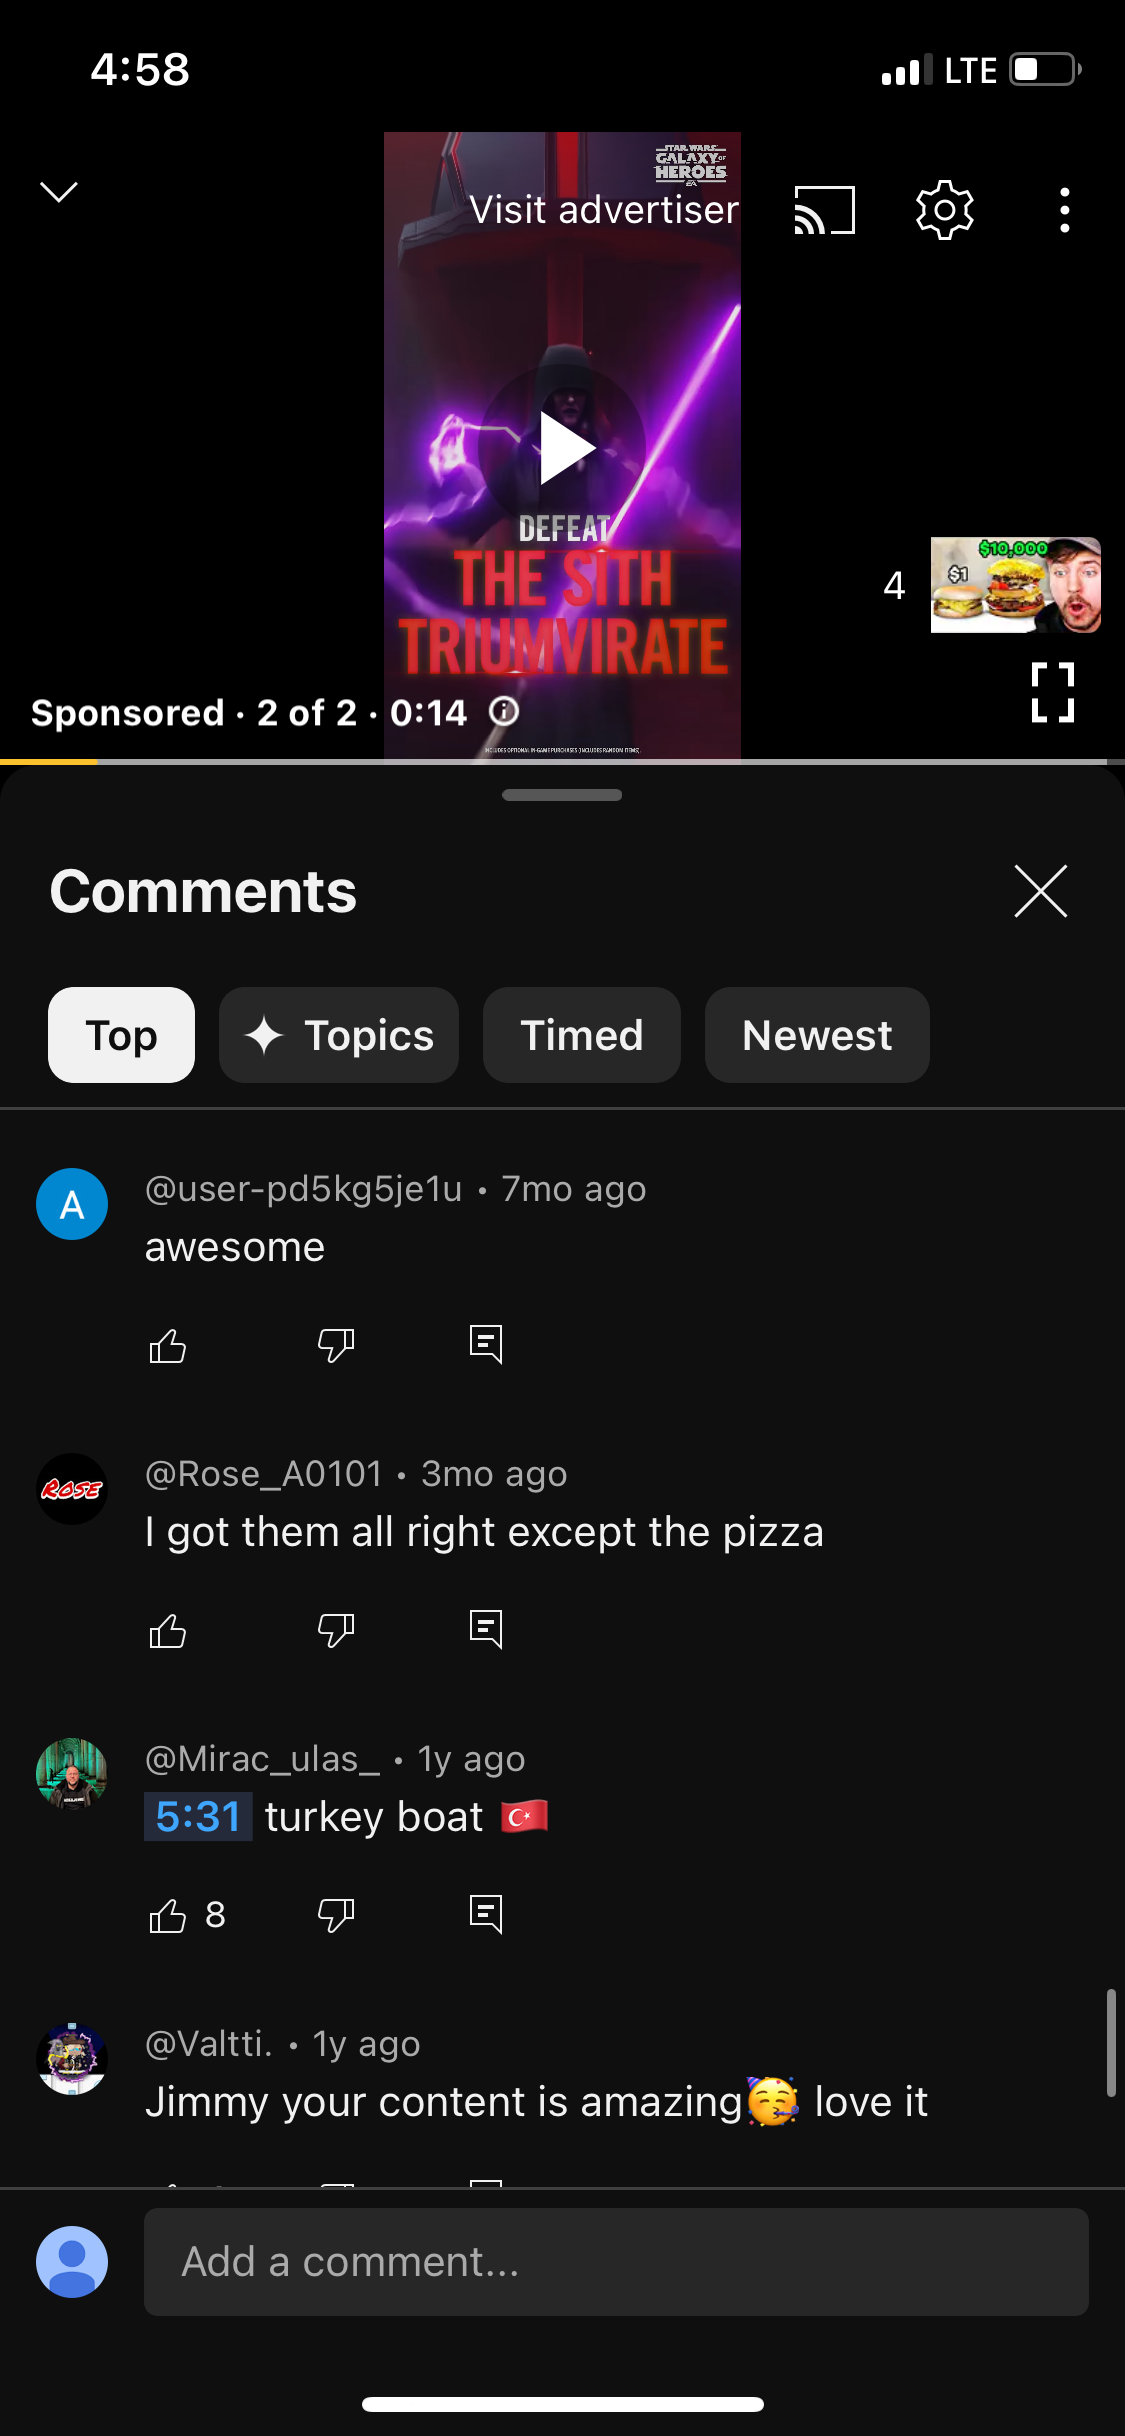 4:58
LTE
STAR WARS
GALAXY OF
HEROES
EA
Visit advertiser
DEFEAT
THE SITH
TRIUMVIRATE
4
$1
$10,000
Sponsored · 2 of 2 · 0:14
INCLUDES OPTIONAL IN-GAME PURCHASES (INCLUDES RANDOM ITEMS).
Comments
Top
Topics
Timed
Newest
A
@user-pd5kg5je1u • 7mo ago
awesome
ROSE
@Rose_A0101 • 3mo ago
I got them all right except the pizza
@Mirac_ulas_ • 1y ago
5:31 turkey boat 🇹🇷
8
@Valtti. • 1y ago
Jimmy your content is amazing🥳 love it
Add a comment...